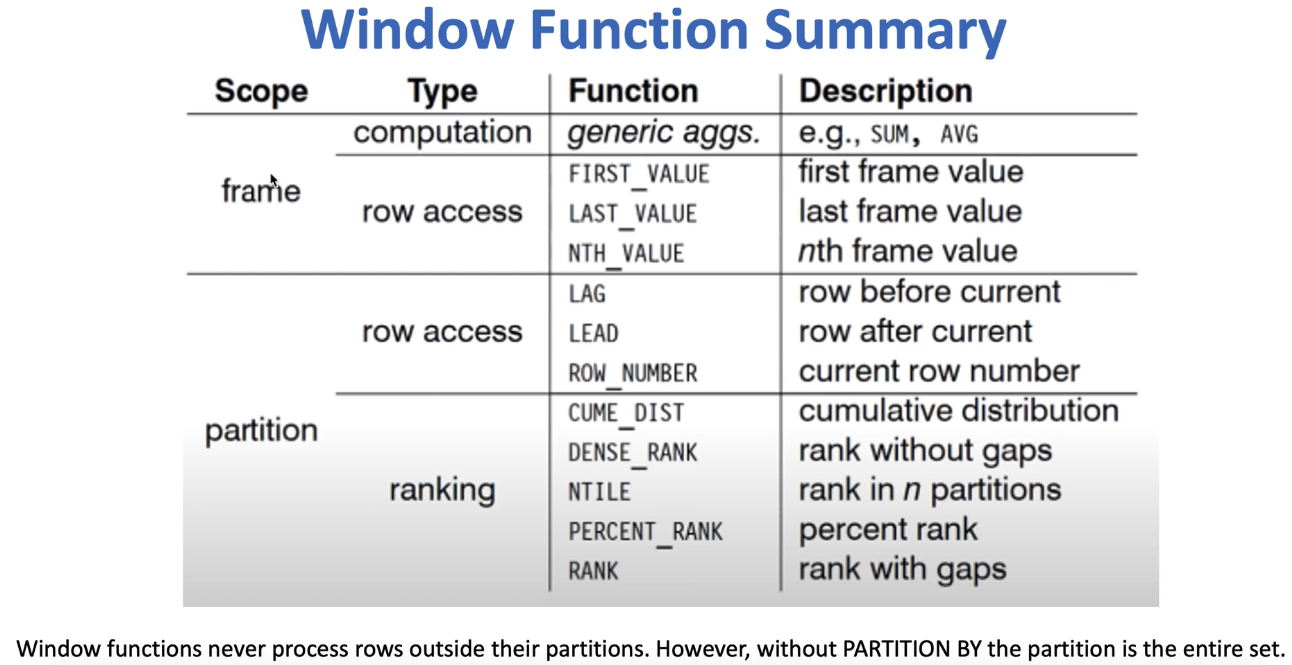 Window Function Summary
Scope Type Function Description
computation generic aggs. e.g., SUM, AVG
FIRST_VALUE first frame value
frame
row access LAST_VALUE last frame value
NTH_VALUE nth frame value
LAG row before current
row access LEAD row after current
ROW_NUMBER current row number
CUME_DIST cumulative distribution
partition
DENSE_RANK rank without gaps
ranking NTILE rank in n partitions
PERCENT_RANK percent rank
RANK rank with gaps
Window functions never process rows outside their partitions. However, without PARTITION BY the partition is the entire set.